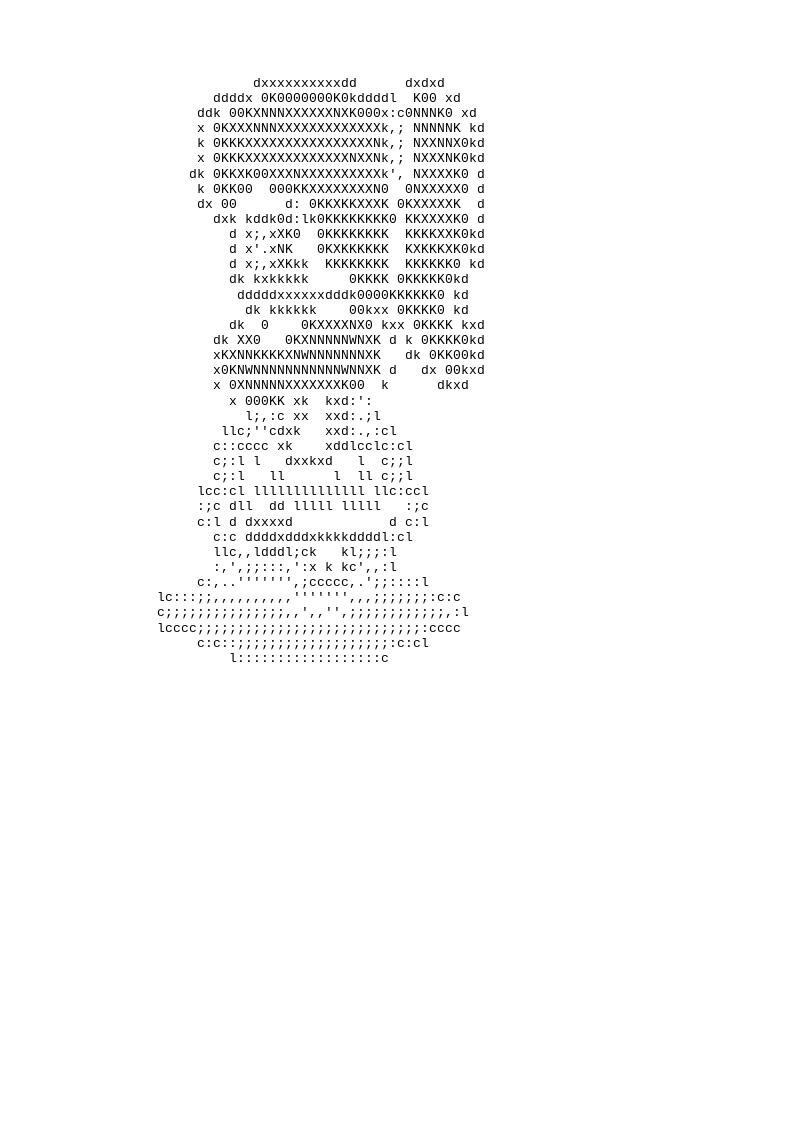 dxxxxxxxxxxdd      dxdxd
ddddx 0K0000000K0kddddl  K00 xd
ddk 00KXNNNXXXXXXNXK000x:c0NNNK0 xd
x 0KXXXNNNXXXXXXXXXXXXXk,; NNNNNK kd
k 0KKKXXXXXXXXXXXXXXXXNk,; NXXNNX0kd
x 0KKKXXXXXXXXXXXXXNXXNk,; NXXXNK0kd
dk 0KKXK00XXXNXXXXXXXXXXk', NXXXXK0 d
k 0KK00  000KKXXXXXXXXN0  0NXXXXX0 d
dx 00      d: 0KKXKKXXXK 0KXXXXXK  d
dxk kddk0d:lk0KKKKKKKK0 KKXXXXK0 d
d x;,xXK0  0KKKKKKKK  KKKKXXK0kd
d x'.xNK   0KXKKKKKK  KXKKKXK0kd
d x;,xXKkk  KKKKKKKK  KKKKKK0 kd
dk kxkkkkk     0KKKK 0KKKKK0kd
dddddxxxxxxdddk0000KKKKKK0 kd
dk kkkkkk    00kxx 0KKKK0 kd
dk  0    0KXXXXNX0 kxx 0KKKK kxd
dk XX0   0KXNNNNNWNXK d k 0KKKK0kd
xKXNNKKKKXNWNNNNNNNXK   dk 0KK00kd
x0KNWNNNNNNNNNNNWNNXK d   dx 00kxd
x 0XNNNNNXXXXXXXK00  k      dkxd
x 000KK xk  kxd:':
l;,:c xx  xxd:.;l
llc;''cdxk   xxd:.,:cl
c::cccc xk    xddlcclc:cl
c;:l l   dxxkxd   l  c;;l
c;:l   ll      l  ll c;;l
lcc:cl llllllllllllll llc:ccl
:;c dll  dd lllll lllll   :;c
c:l d dxxxxd            d c:l
c:c ddddxdddxkkkkddddl:cl
llc,,ldddl;ck   kl;;;:l
:,',;;:::,':x k kc',,:l
c:,..''''''',;ccccc,.';;::::l
lc:::;;,,,,,,,,,,''''''',,,;;;;;;;:c:c
c;;;;;;;;;;;;;;;,,',,'',;;;;;;;;;;;;,:l
lcccc;;;;;;;;;;;;;;;;;;;;;;;;;;;;:cccc
c:c::;;;;;;;;;;;;;;;;;;;:c:cl
l::::::::::::::::::c